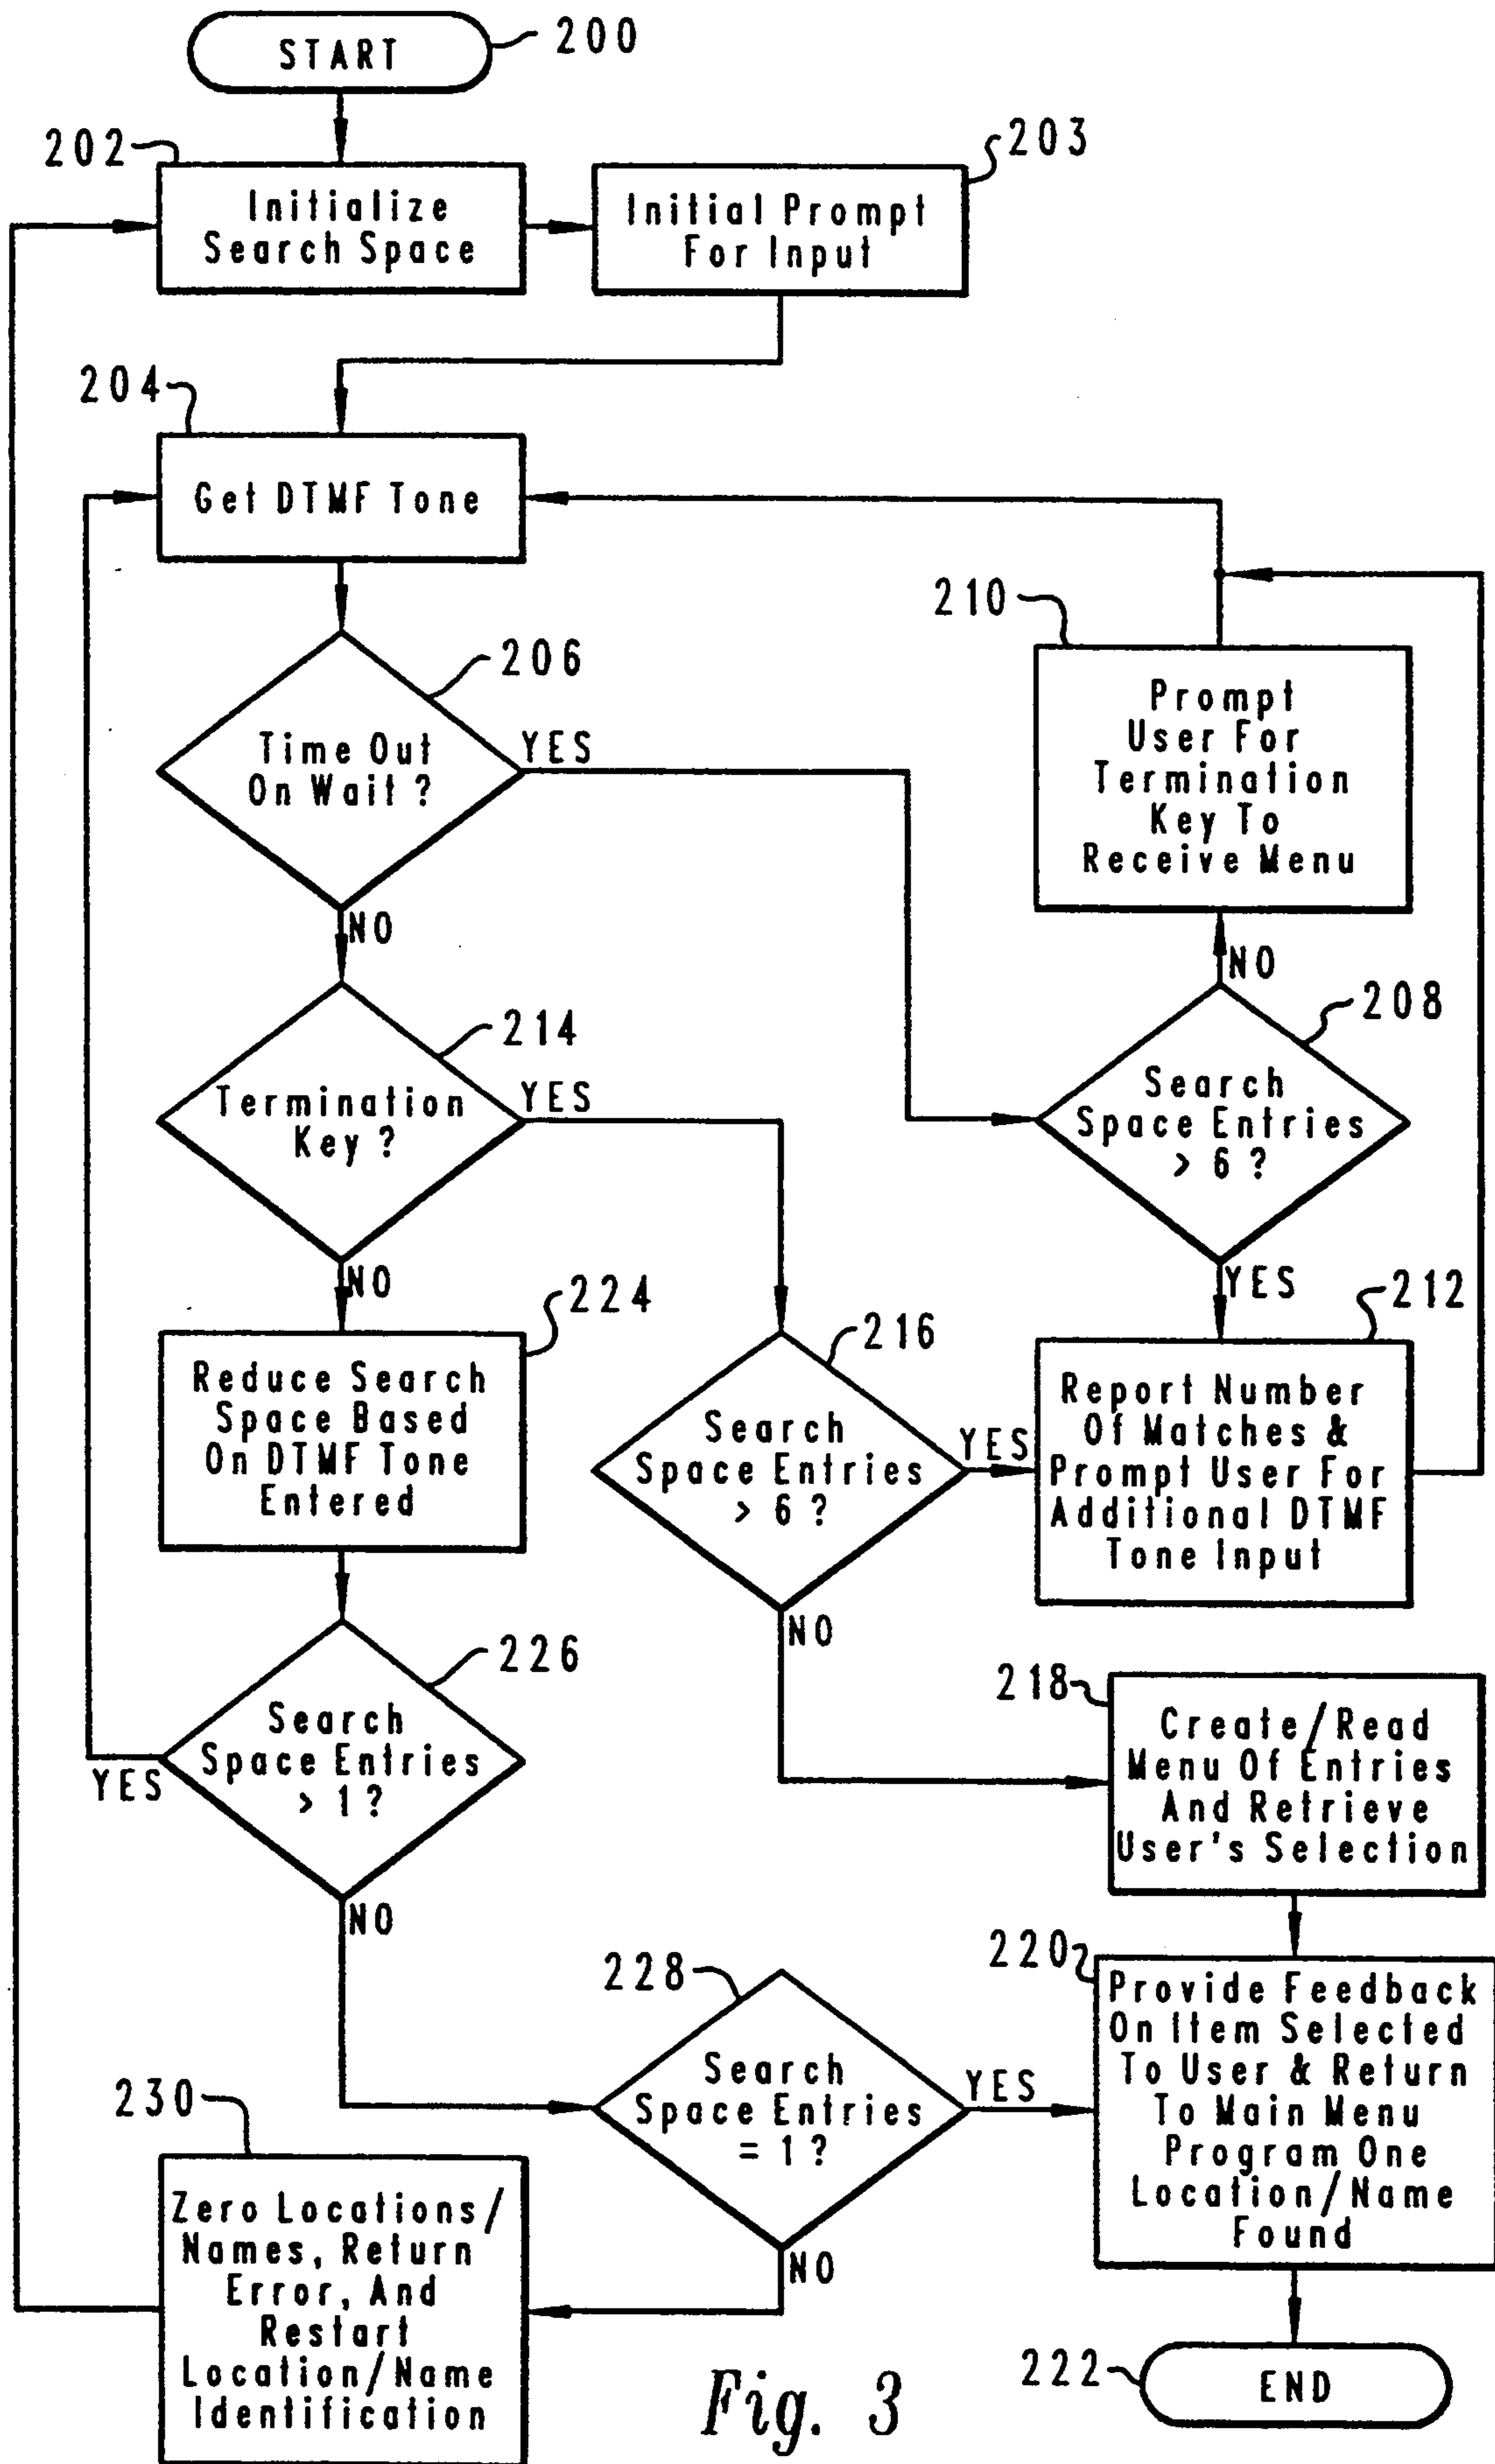 START
200
202
203
Initialize
Search Space
Initial Prompt
For Input
204
Get DTMF Tone
206
Time Out
On Wait ?
YES
NO
210
Prompt
User For
Termination
Key To
Receive Menu
NO
208
Search
Space Entries
> 6 ?
YES
214
Termination
Key ?
YES
NO
224
Reduce Search
Space Based
On DTMF Tone
Entered
216
Search
Space Entries
> 6 ?
YES
NO
212
Report Number
Of Matches &
Prompt User For
Additional DTMF
Tone Input
226
Search
Space Entries
> 1 ?
YES
NO
218
Create/Read
Menu Of Entries
And Retrieve
User's Selection
228
Search
Space Entries
= 1 ?
YES
NO
220
Provide Feedback
On Item Selected
To User & Return
To Main Menu
Program One
Location/Name
Found
230
Zero Locations/
Names, Return
Error, And
Restart
Location/Name
Identification
222
END
Fig. 3